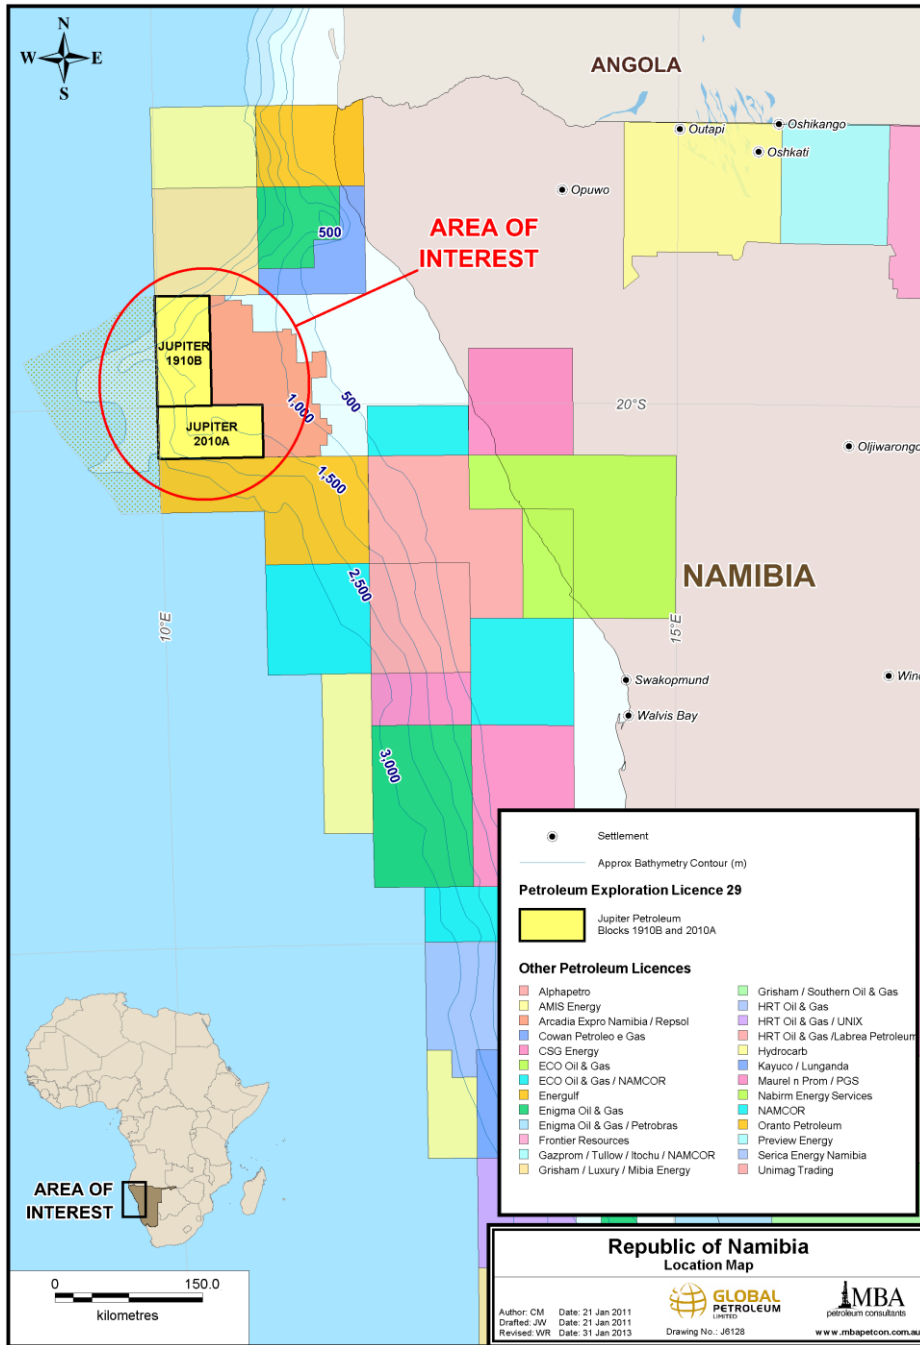 N
W E
S
ANGOLA
Outapi
Oshikango
Oshkati
Opuwo
500
AREA OF
INTEREST
JUPITER
1910B
JUPITER
2010A
1,000
500
20°S
Oljiwarongo
1,500
NAMIBIA
2,500
10°E
15°E
Swakopmund
Wind
Walvis Bay
3,000
Settlement
Approx Bathymetry Contour (m)
Petroleum Exploration Licence 29
Jupiter Petroleum
Blocks 1910B and 2010A
Other Petroleum Licences
Alphapetro
AMIS Energy
Arcadia Expro Namibia / Repsol
Cowan Petroleo e Gas
CSG Energy
ECO Oil & Gas
ECO Oil & Gas / NAMCOR
Energulf
Enigma Oil & Gas
Enigma Oil & Gas / Petrobras
Frontier Resources
Gazprom / Tullow / Itochu / NAMCOR
Grisham / Luxury / Mibia Energy
Grisham / Southern Oil & Gas
HRT Oil & Gas
HRT Oil & Gas / UNIX
HRT Oil & Gas /Labrea Petroleum
Hydrocarb
Kayuco / Lunganda
Maurel n Prom / PGS
Nabirm Energy Services
NAMCOR
Oranto Petroleum
Preview Energy
Serica Energy Namibia
Unimag Trading
AREA OF
INTEREST
0 150.0
kilometres
Republic of Namibia
Location Map
Author: CM Date: 21 Jan 2011
Drafted: JW Date: 21 Jan 2011
Revised: WR Date: 31 Jan 2013
GLOBAL
PETROLEUM
LIMITED
Drawing No.: J6128
MBA
petroleum consultants
www.mbapetcon.com.au